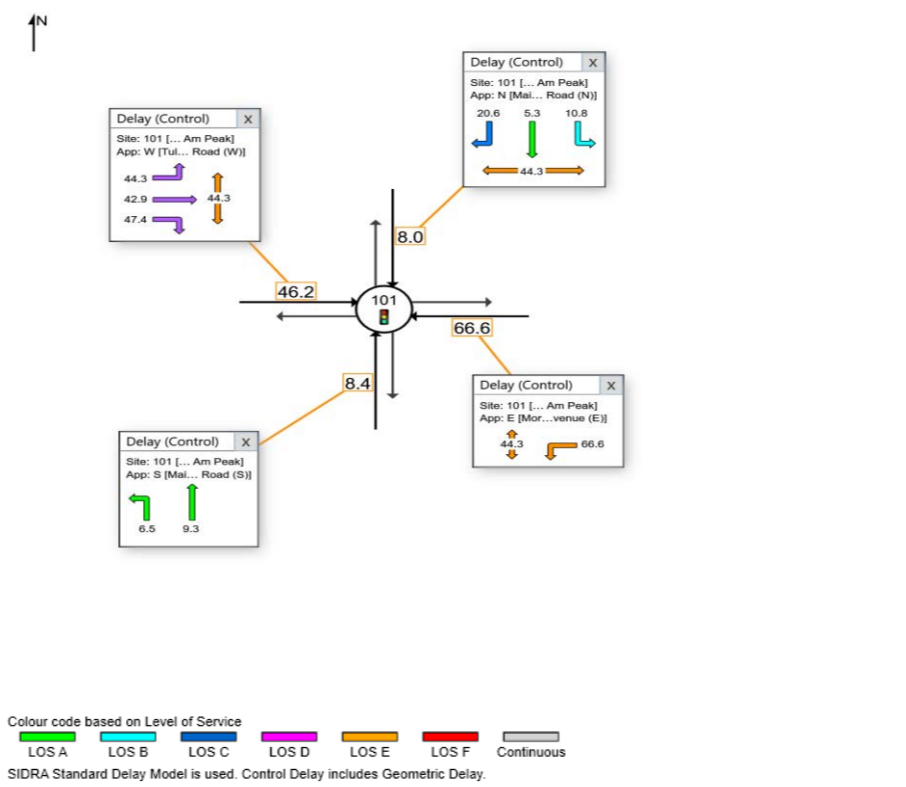 N
Delay (Control) X
Site: 101 [... Am Peak]
App: N [Mai... Road (N)]
20.6 5.3 10.8
44.3
Delay (Control) X
Site: 101 [... Am Peak]
App: W [Tul... Road (W)]
44.3
42.9 44.3
47.4
8.0
46.2
101
66.6
8.4
Delay (Control) X
Site: 101 [... Am Peak]
App: E [Mor...venue (E)]
44.3 66.6
Delay (Control) X
Site: 101 [... Am Peak]
App: S [Mai... Road (S)]
6.5 9.3
Colour code based on Level of Service
LOS A LOS B LOS C LOS D LOS E LOS F Continuous
SIDRA Standard Delay Model is used. Control Delay includes Geometric Delay.